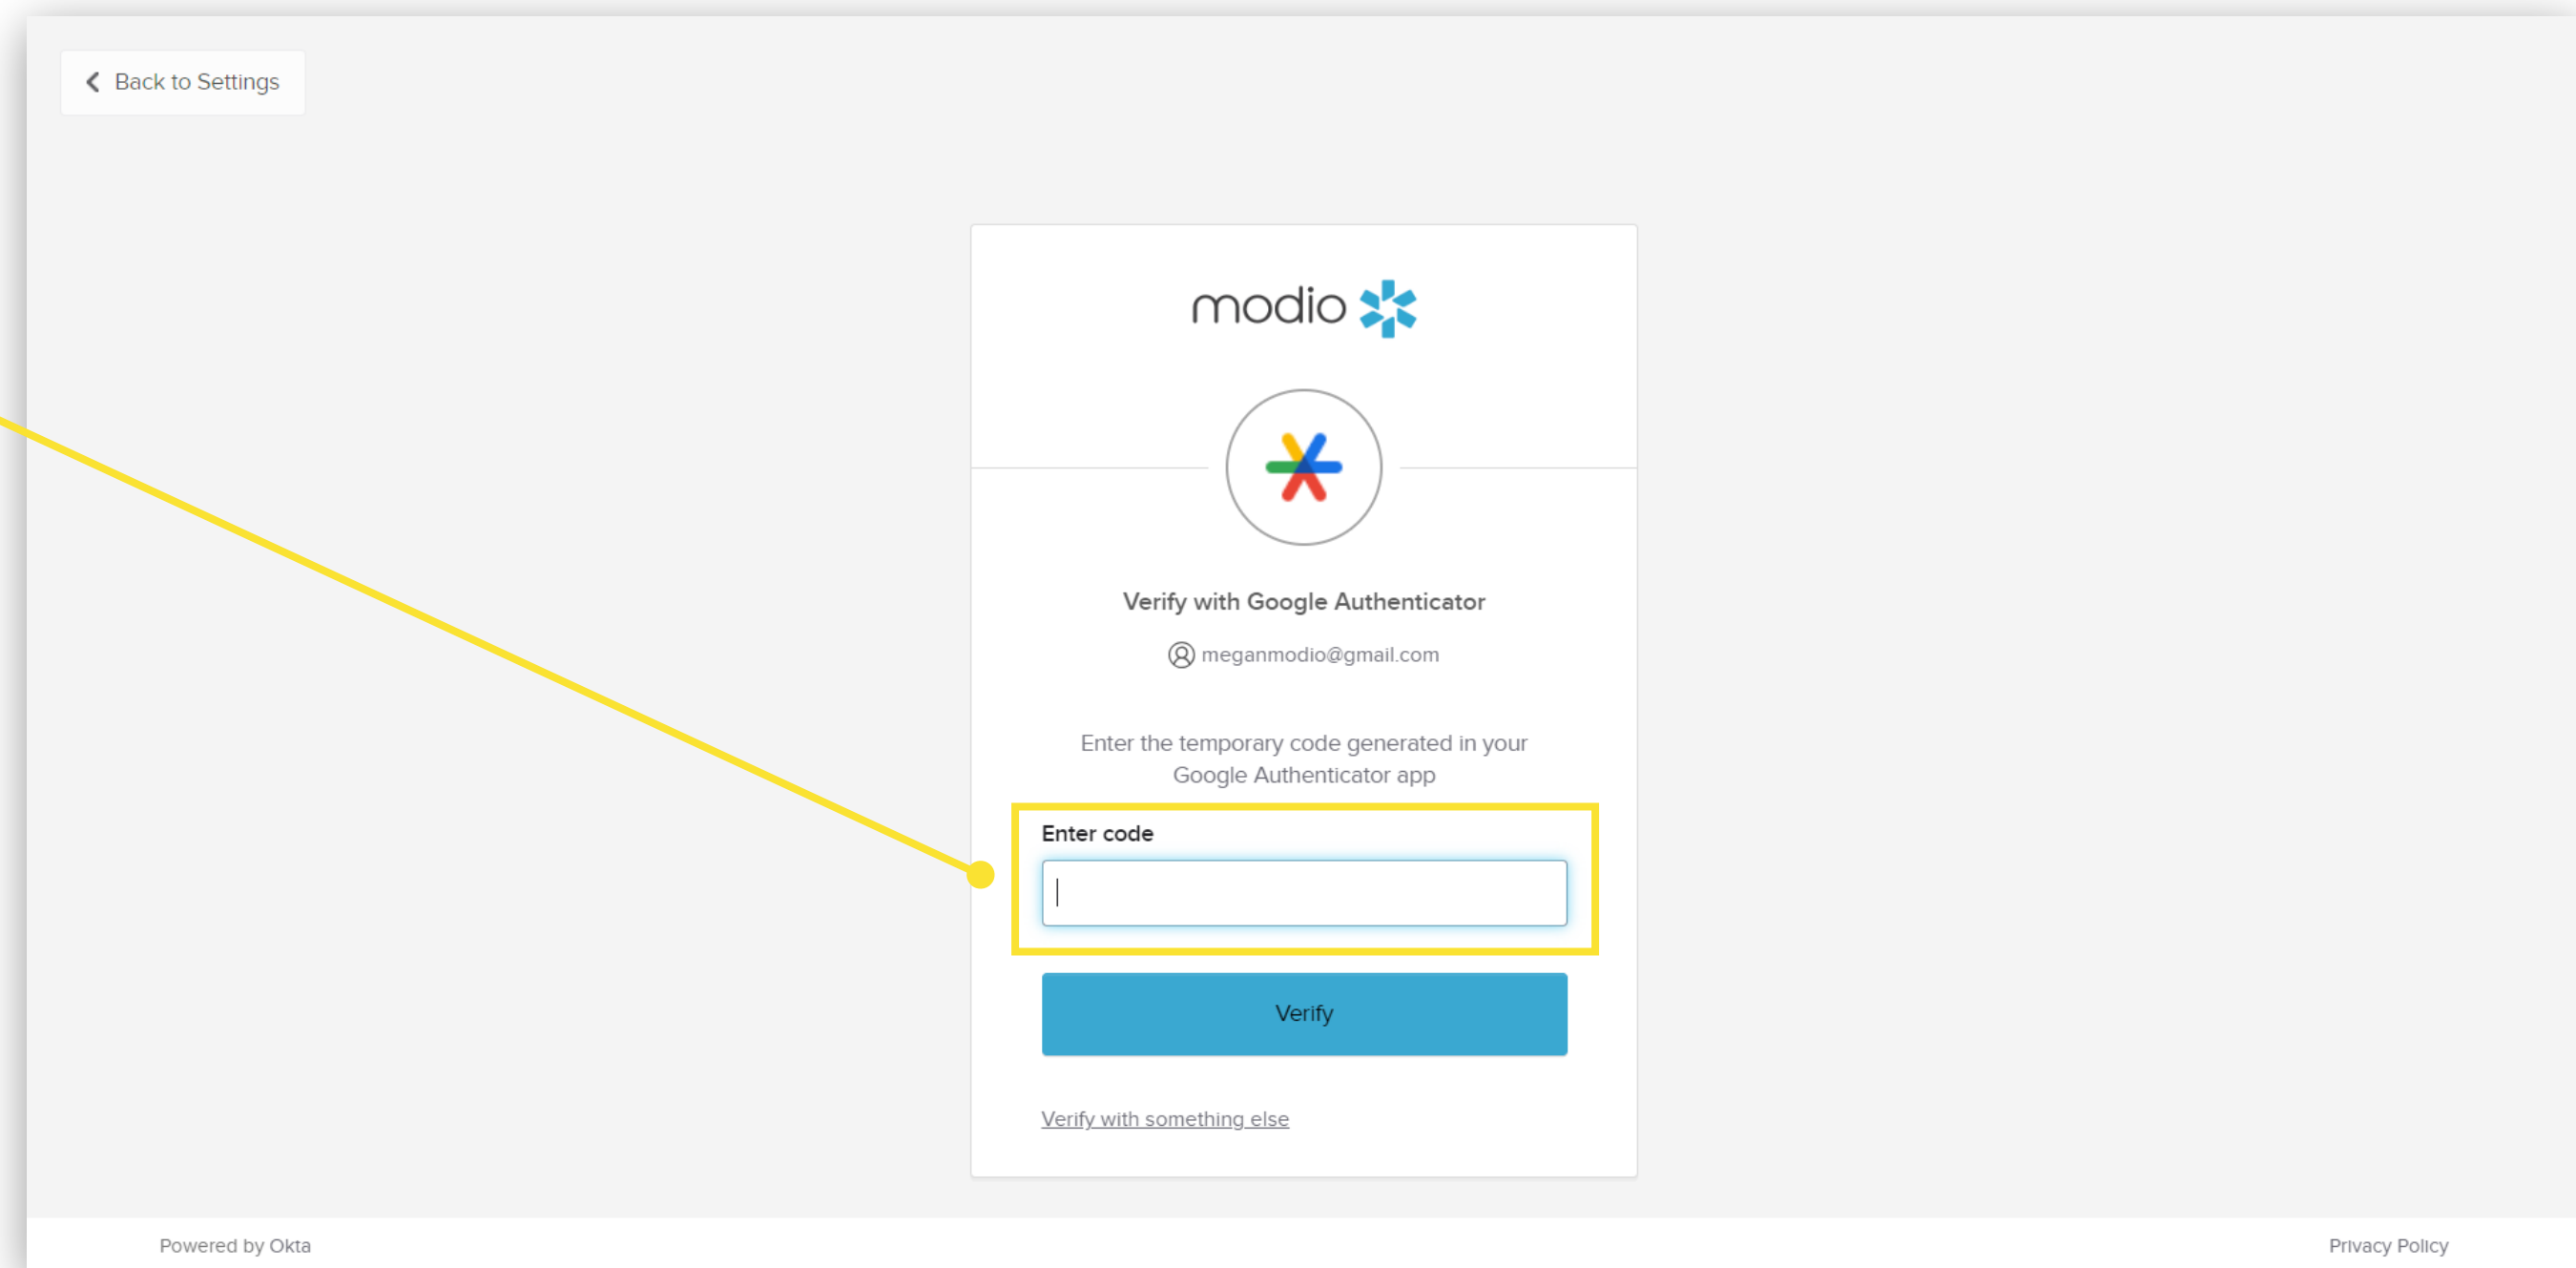 Back to Settings
modio
Verify with Google Authenticator
meganmodio@gmail.com
Enter the temporary code generated in your
Google Authenticator app
Enter code
Verify
Verify with something else
Powered by Okta
Privacy Policy